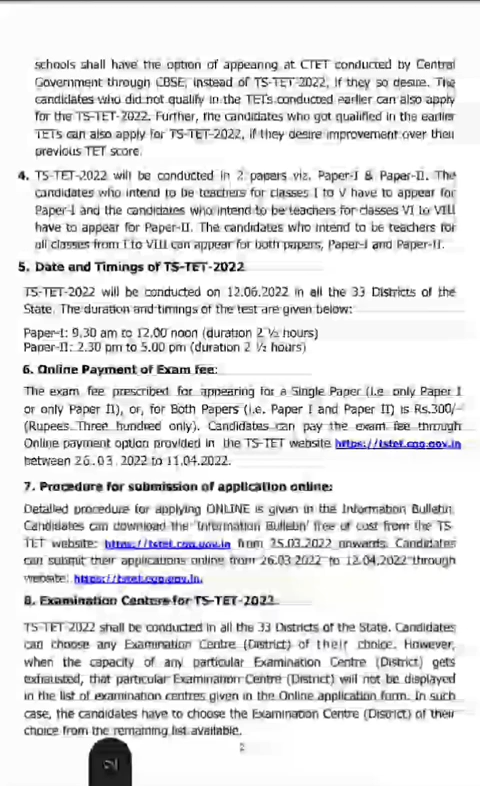 schools shall have the option of appearing at CTET conducted by Central
Government through CBSE, instead of TS-TET-2022, if they so desire. The
candidates who did not qualify in the TETs conducted earlier can also apply
for the TS-TET-2022. Further, the candidates who got qualified in the earlier
TETs can also apply for TS-TET-2022, if they desire improvement over their
previous TET score.
4. TS-TET-2022 will be conducted in 2 papers viz. Paper-I & Paper-II. The
candidates who intend to be teachers for classes I to V have to appear for
Paper-I and the candidates who intend to be teachers for classes VI to VIII
have to appear for Paper-II. The candidates who intend to be teachers for
all classes from I to VIII can appear for both papers, Paper-I and Paper-II.
5. Date and Timings of TS-TET-2022
TS-TET-2022 will be conducted on 12.06.2022 in all the 33 Districts of the
State. The duration and timings of the test are given below:
Paper-I: 9.30 am to 12.00 noon (duration 2 ½ hours)
Paper-II: 2.30 pm to 5.00 pm (duration 2 ½ hours)
6. Online Payment of Exam fee:
The exam fee prescribed for appearing for a Single Paper (i.e only Paper I
or only Paper II), or, for Both Papers (i.e. Paper I and Paper II) is Rs.300/-
(Rupees Three hundred only). Candidates can pay the exam fee through
Online payment option provided in the TS-TET website https://tstet.cgg.gov.in
between 26.03.2022 to 11.04.2022.
7. Procedure for submission of application online:
Detailed procedure for applying ONLINE is given in the Information Bulletin.
Candidates can download the 'Information Bulletin' free of cost from the TS-
TET website: https://tstet.cgg.gov.in from 25.03.2022 onwards. Candidates
can submit their applications online from 26.03.2022 to 12.04.2022 through
website: https://tstet.cgg.gov.in.
8. Examination Centers for TS-TET-2022
TS-TET-2022 shall be conducted in all the 33 Districts of the State. Candidates
can choose any Examination Centre (District) of their choice. However,
when the capacity of any particular Examination Centre (District) gets
exhausted, that particular Examination Centre (District) will not be displayed
in the list of examination centres given in the Online application form. In such
case, the candidates have to choose the Examination Centre (District) of their
choice from the remaining list available.
2